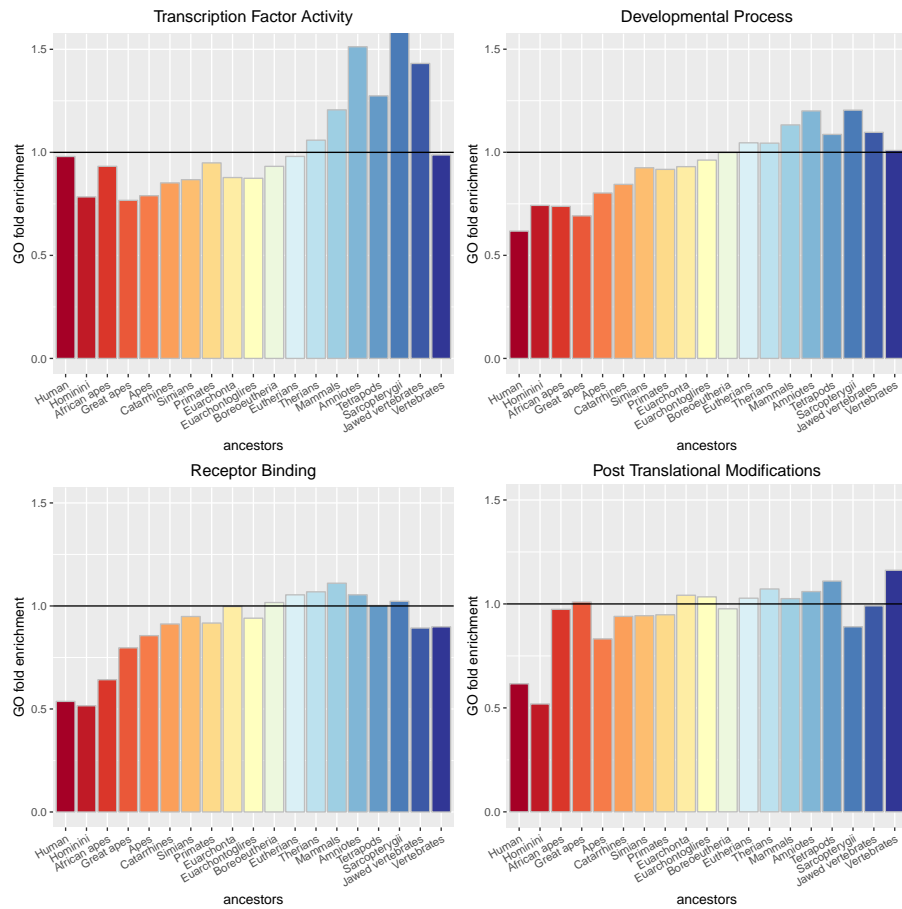 Transcription Factor Activity
GO fold enrichment
1.5
1.0
0.5
0.0
Human
Hominini
African apes
Great apes
Apes
Catarrhines
Simians
Primates
Euarchonta
Euarchontoglires
Boreoeutheria
Eutherians
Therians
Mammals
Amniotes
Tetrapods
Sarcopterygii
Jawed vertebrates
Vertebrates
ancestors
Developmental Process
GO fold enrichment
1.5
1.0
0.5
0.0
Human
Hominini
African apes
Great apes
Apes
Catarrhines
Simians
Primates
Euarchonta
Euarchontoglires
Boreoeutheria
Eutherians
Therians
Mammals
Amniotes
Tetrapods
Sarcopterygii
Jawed vertebrates
Vertebrates
ancestors
Receptor Binding
GO fold enrichment
1.5
1.0
0.5
0.0
Human
Hominini
African apes
Great apes
Apes
Catarrhines
Simians
Primates
Euarchonta
Euarchontoglires
Boreoeutheria
Eutherians
Therians
Mammals
Amniotes
Tetrapods
Sarcopterygii
Jawed vertebrates
Vertebrates
ancestors
Post Translational Modifications
GO fold enrichment
1.5
1.0
0.5
0.0
Human
Hominini
African apes
Great apes
Apes
Catarrhines
Simians
Primates
Euarchonta
Euarchontoglires
Boreoeutheria
Eutherians
Therians
Mammals
Amniotes
Tetrapods
Sarcopterygii
Jawed vertebrates
Vertebrates
ancestors